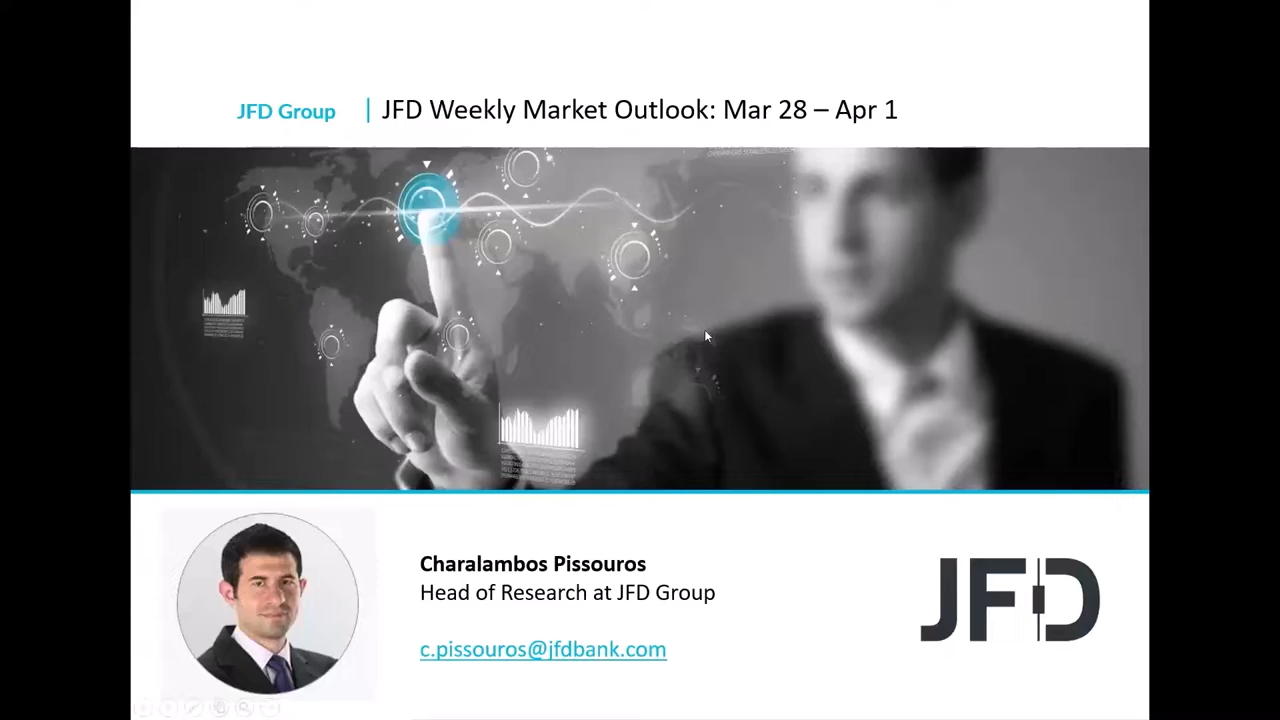 JFD Group | JFD Weekly Market Outlook: Mar 28 – Apr 1
Charalambos Pissouros
Head of Research at JFD Group
c.pissouros@jfdbank.com
JFD